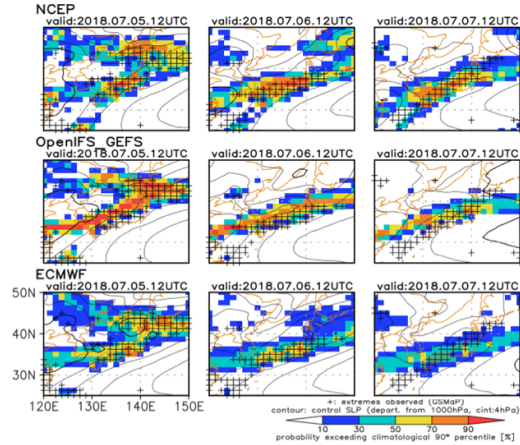 NCEP
valid:2018.07.05.12UTC valid:2018.07.06.12UTC valid:2018.07.07.12UTC
OpenIFS_GEFS
valid:2018.07.05.12UTC valid:2018.07.06.12UTC valid:2018.07.07.12UTC
ECMWF
valid:2018.07.05.12UTC valid:2018.07.06.12UTC valid:2018.07.07.12UTC
50N
40N
30N
120E 130E 140E 150E
+: extremes observed (GSMaP)
contour: control SLP (depart. from 1000hPa, cint:4hPa)
10 30 50 70 90
probability exceeding climatological 90ᵗʰ percentile [%]